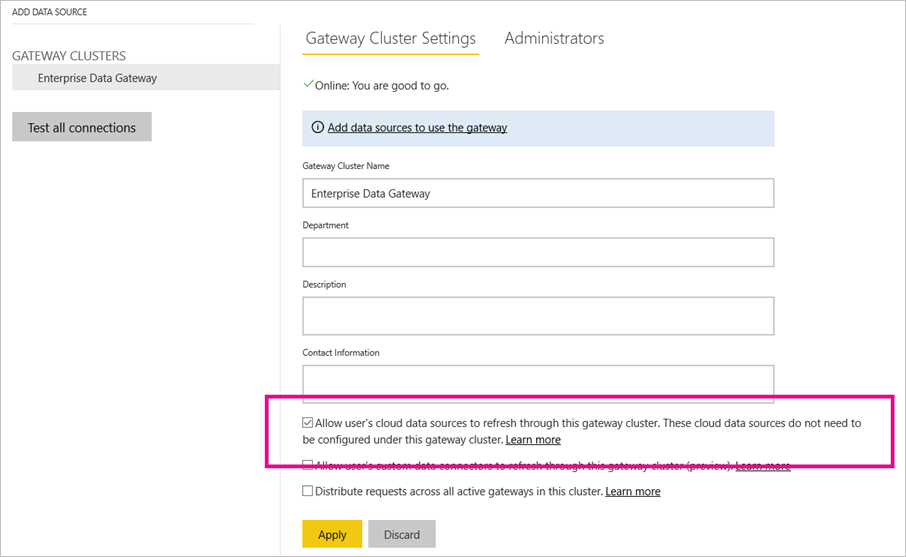 ADD DATA SOURCE
GATEWAY CLUSTERS
Enterprise Data Gateway
Test all connections
Gateway Cluster Settings
Administrators
Online: You are good to go.
Add data sources to use the gateway
Gateway Cluster Name
Enterprise Data Gateway
Department
Description
Contact Information
Allow user's cloud data sources to refresh through this gateway cluster. These cloud data sources do not need to
be configured under this gateway cluster. Learn more
Allow user's custom data connectors to refresh through this gateway cluster (preview). Learn more
Distribute requests across all active gateways in this cluster. Learn more
Apply
Discard